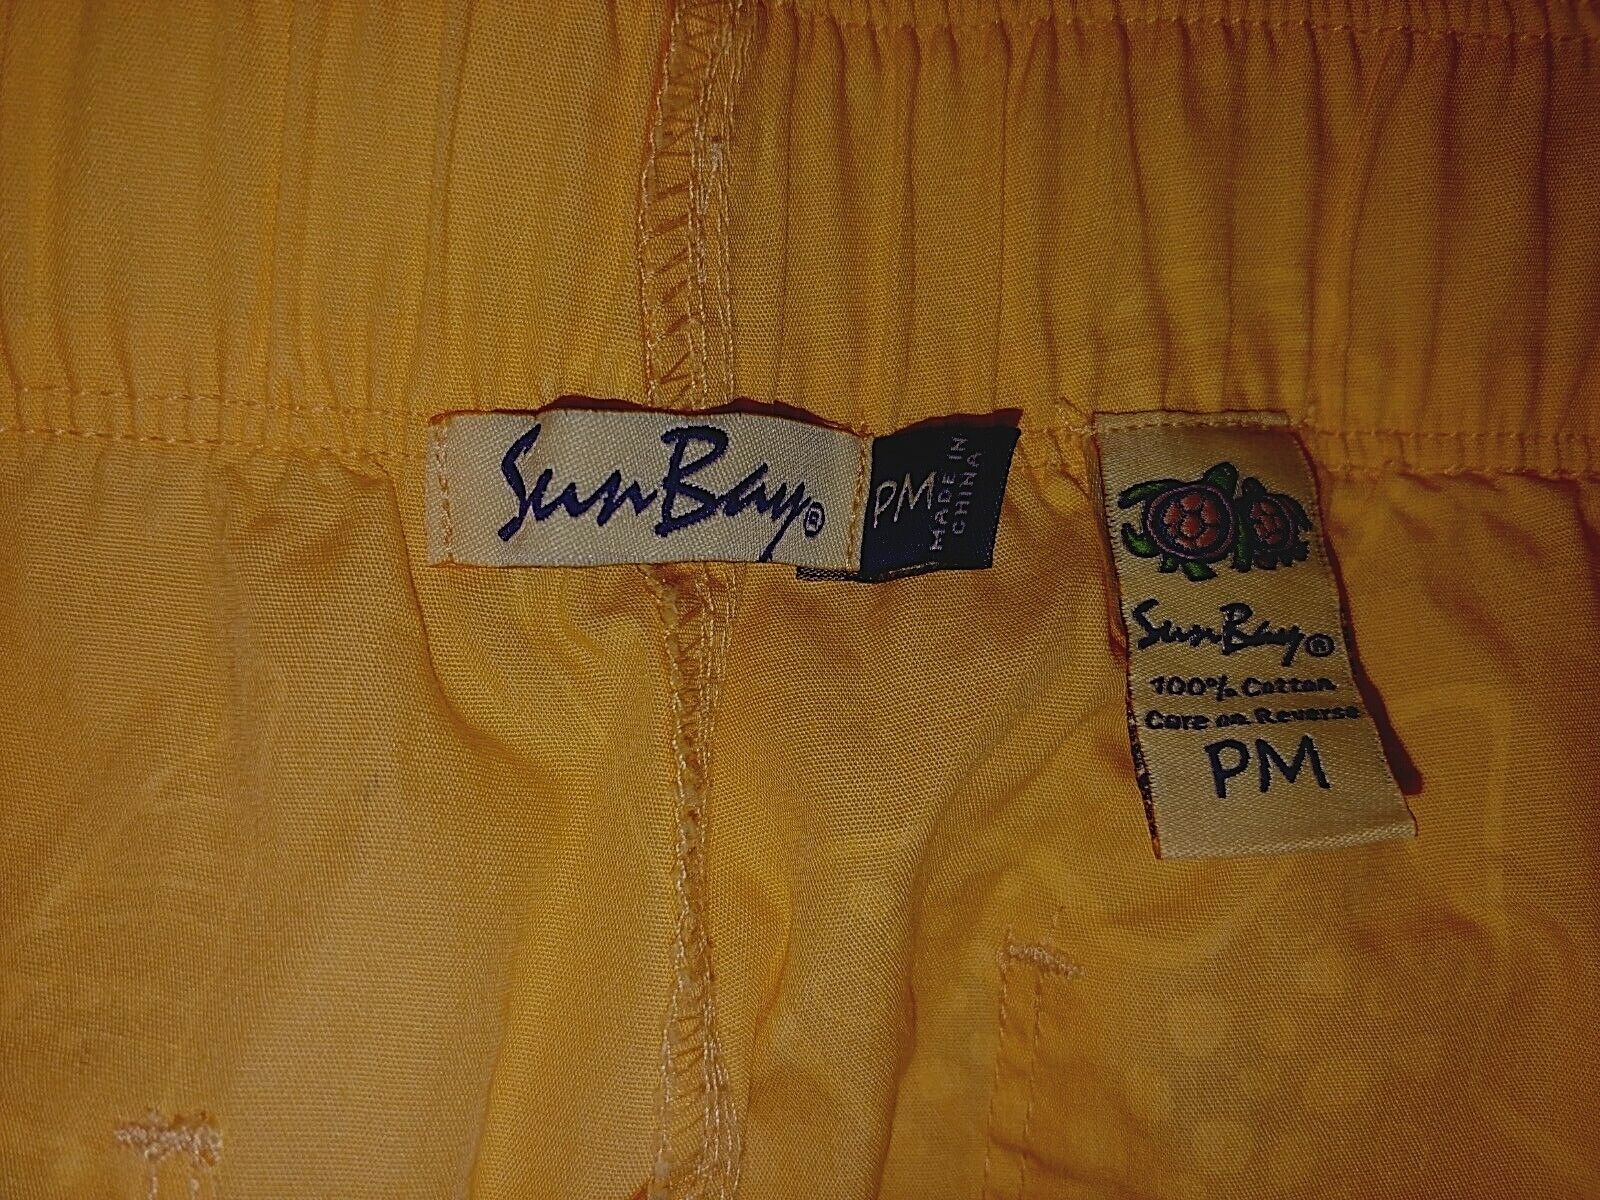 SunBay®
PM
MADE IN
CHINA
SunBay®
100% Cotton
Care on Reverse
PM